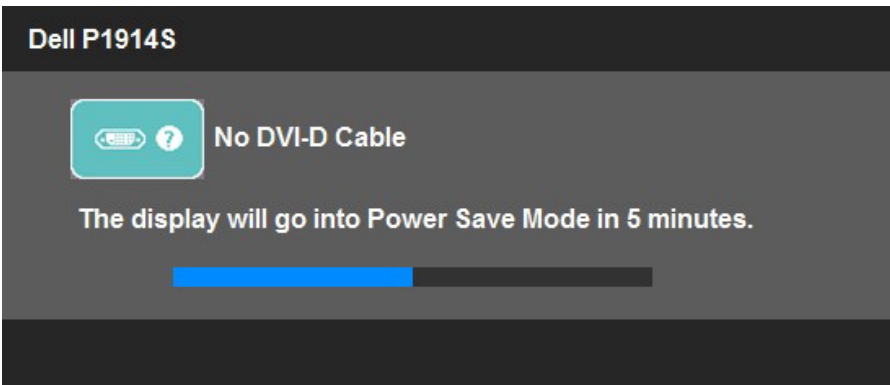 Dell P1914S
No DVI-D Cable
The display will go into Power Save Mode in 5 minutes.